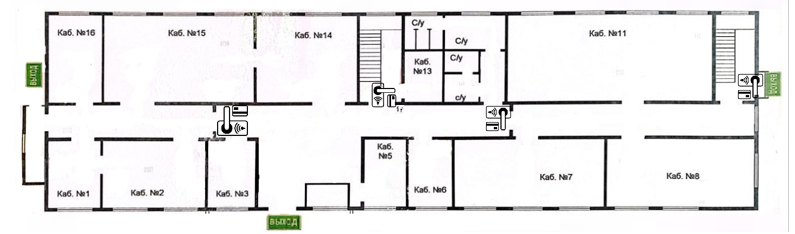 Каб. №16
Каб. №15
Каб. №14
С/у
С/у
С/у
Каб.
№13
с/у
Каб. №11
ВЫХОД
ВЫХОД
Каб. №1
Каб. №2
Каб. №3
Каб.
№5
Каб. №6
Каб. №7
Каб. №8
ВЫХОД